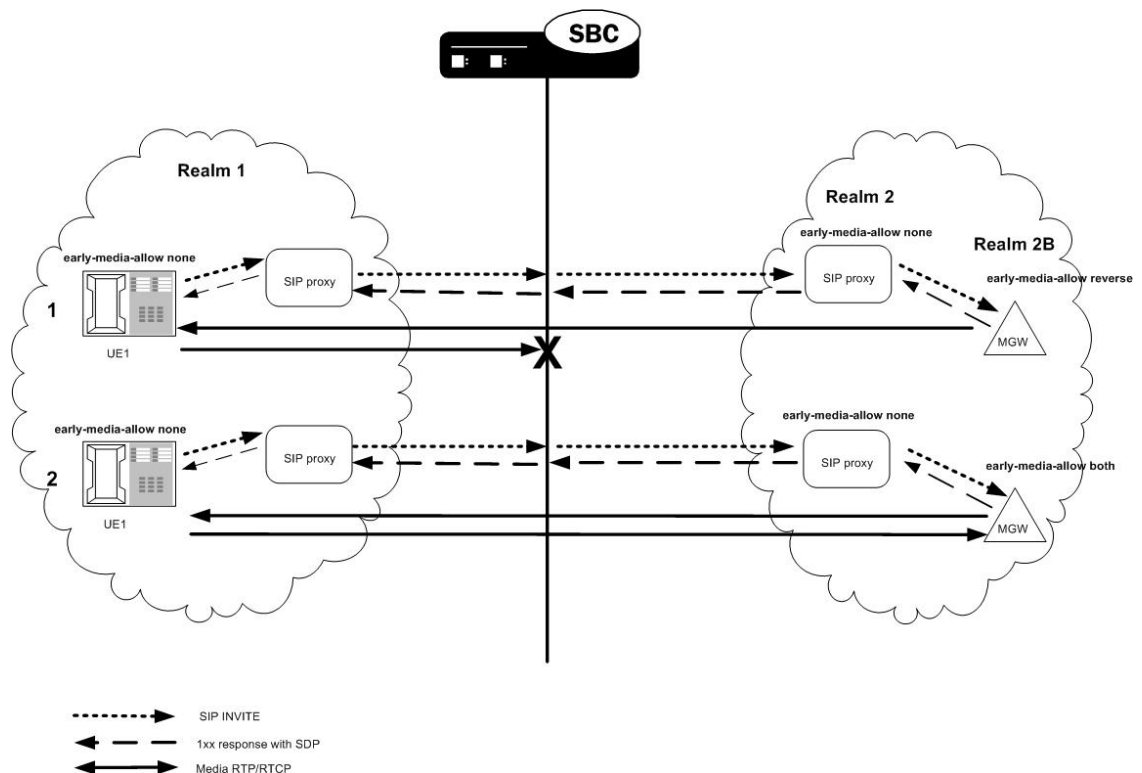 SBC
Realm 1
Realm 2
Realm 2B
early-media-allow none
early-media-allow none
early-media-allow reverse
1
SIP proxy
SIP proxy
UE1
MGW
X
early-media-allow none
early-media-allow none
early-media-allow both
2
SIP proxy
SIP proxy
UE1
MGW
SIP INVITE
1xx response with SDP
Media RTP/RTCP